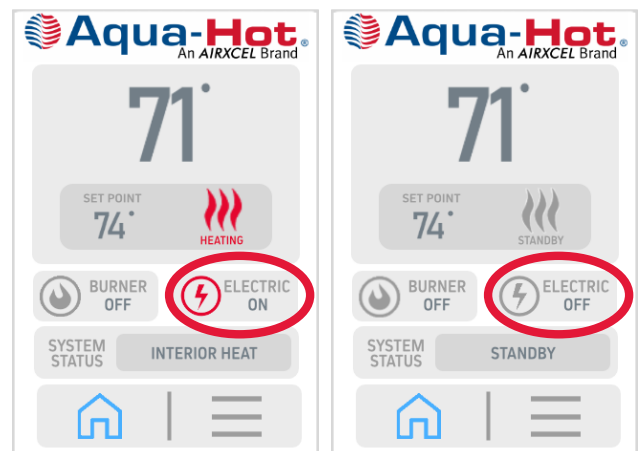 Aqua-Hot®
An AIRXCEL Brand
71°
SET POINT
74°
HEATING
BURNER
OFF
ELECTRIC
ON
SYSTEM
STATUS
INTERIOR HEAT
Aqua-Hot®
An AIRXCEL Brand
71°
SET POINT
74°
STANDBY
BURNER
OFF
ELECTRIC
OFF
SYSTEM
STATUS
STANDBY